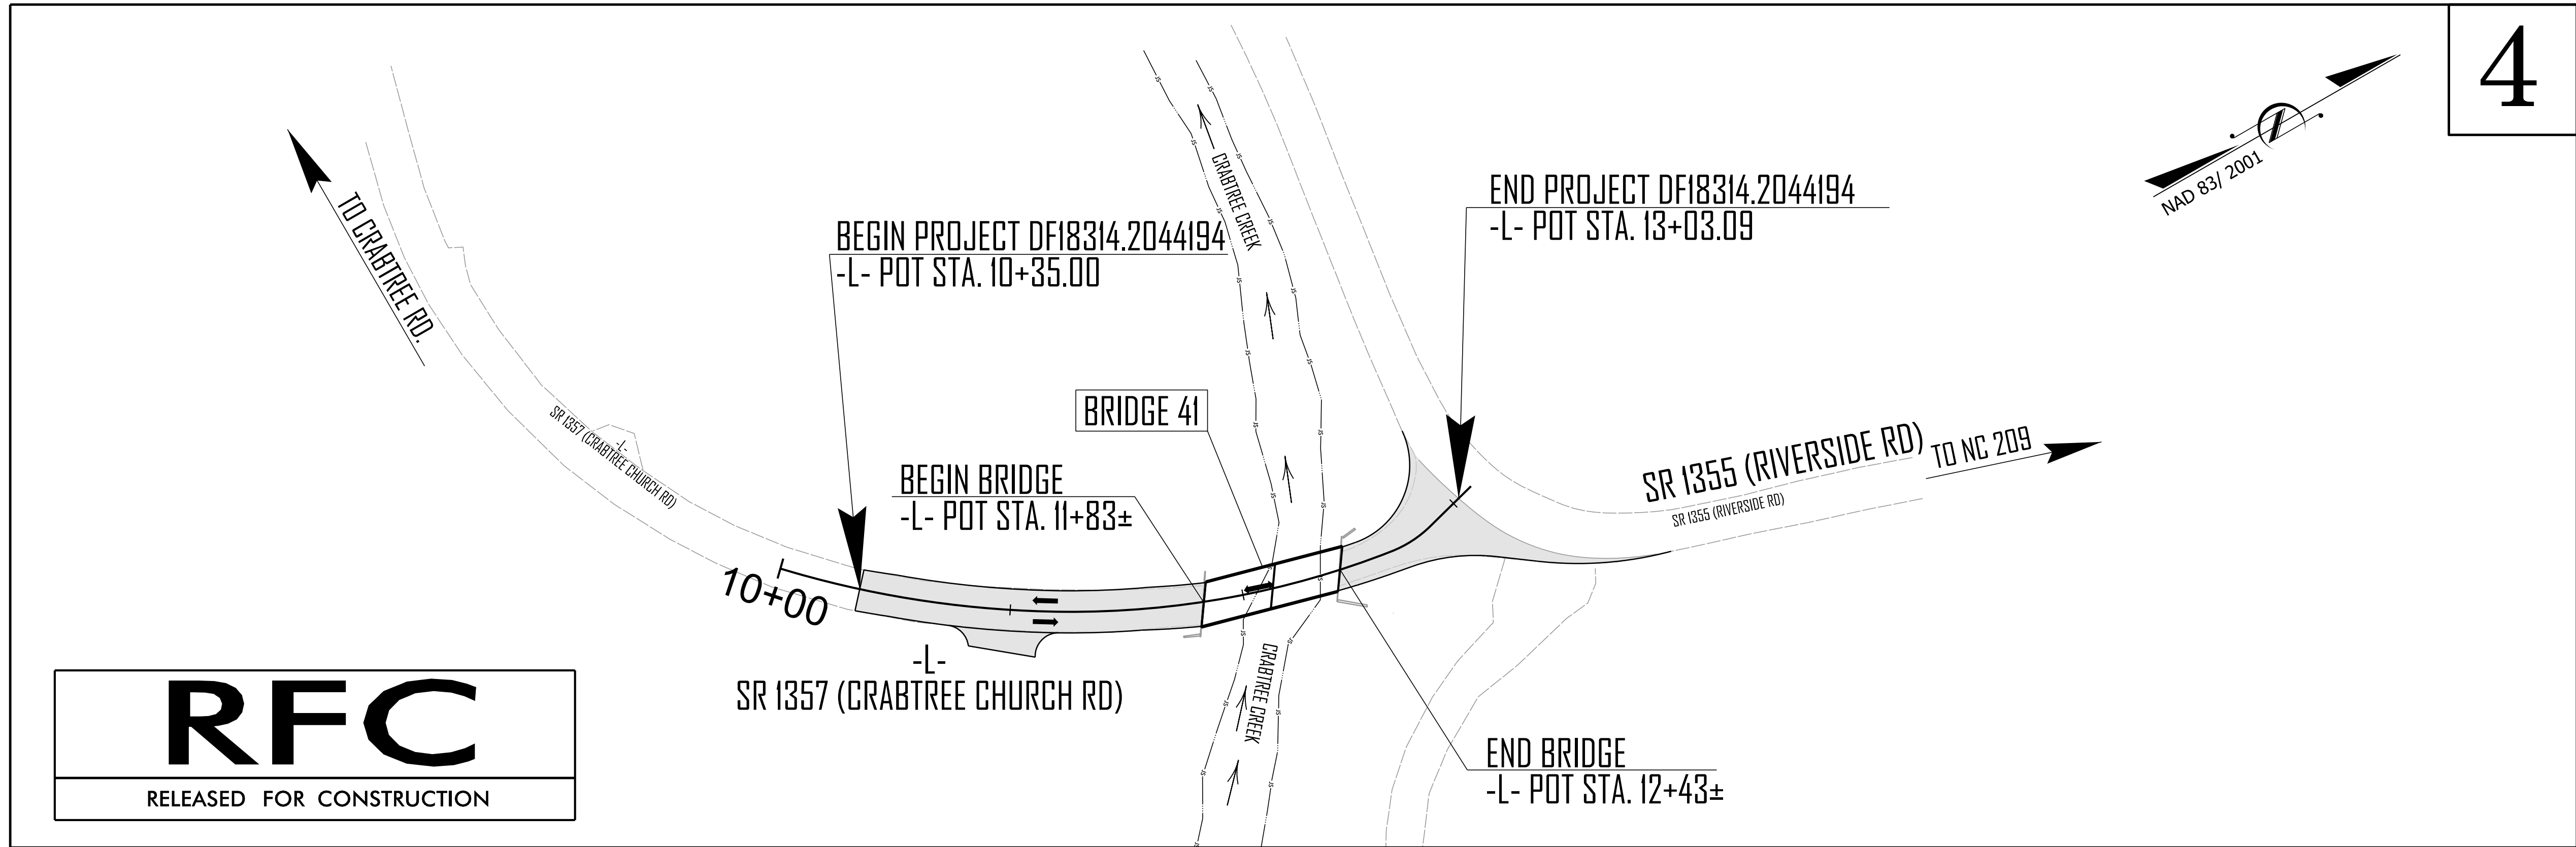 4
NAD 83/ 2001
TO CRABTREE RD.
BEGIN PROJECT DF18314.2044194
-L- POT STA. 10+35.00
CRABTREE CREEK
END PROJECT DF18314.2044194
-L- POT STA. 13+03.09
BRIDGE 41
-L-
SR 1357 (CRABTREE CHURCH RD)
BEGIN BRIDGE
-L- POT STA. 11+83±
SR 1355 (RIVERSIDE RD)
TO NC 209
SR 1355 (RIVERSIDE RD)
10+00
-L-
SR 1357 (CRABTREE CHURCH RD)
CRABTREE CREEK
END BRIDGE
-L- POT STA. 12+43±
RFC
RELEASED FOR CONSTRUCTION